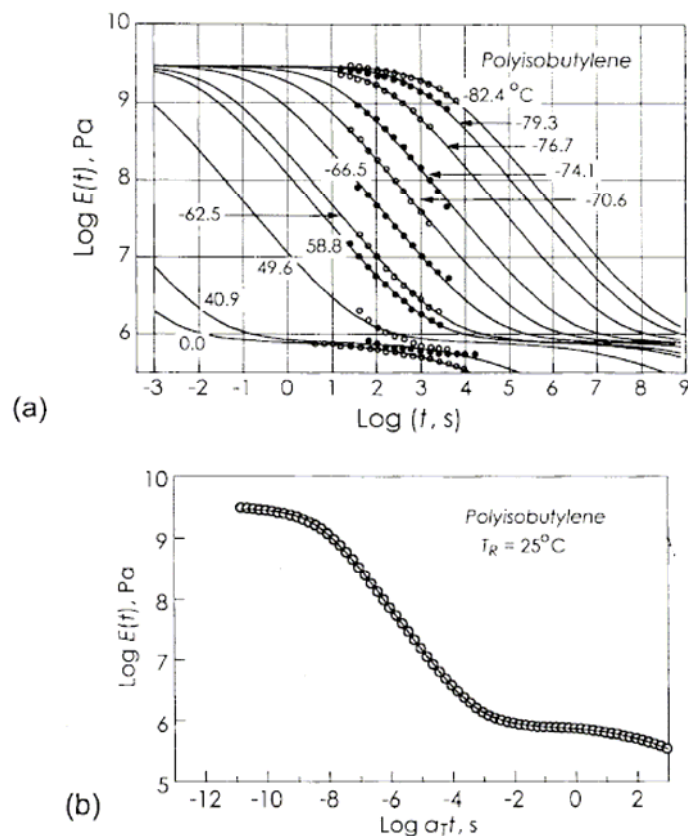 10
Polyisobutylene
-82.4 °C
9
-79.3
-76.7
8
-74.1
-66.5
-70.6
-62.5
7
58.8
49.6
40.9
6
0.0
Log E(t), Pa
-3 -2 -1 0 1 2 3 4 5 6 7 8 9
(a)
Log (t, s)
10
Polyisobutylene
T_R = 25°C
9
8
7
6
5
Log E(t), Pa
-12 -10 -8 -6 -4 -2 0 2
(b)
Log a_T t, s